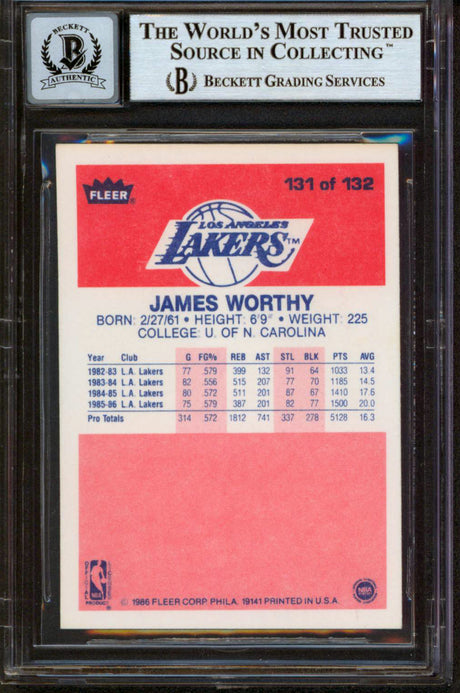 BECKETT
AUTHENTIC
THE WORLD'S MOST TRUSTED
SOURCE IN COLLECTING™
B BECKETT GRADING SERVICES
FLEER®
131 of 132
LOS ANGELES
LAKERS™
JAMES WORTHY
BORN: 2/27/61 • HEIGHT: 6'9" • WEIGHT: 225
COLLEGE: U. OF N. CAROLINA
Year Club G FG% REB AST STL BLK PTS AVG
1982-83 L.A. Lakers 77 .579 399 132 91 64 1033 13.4
1983-84 L.A. Lakers 82 .556 515 207 77 70 1185 14.5
1984-85 L.A. Lakers 80 .572 511 201 87 67 1410 17.6
1985-86 L.A. Lakers 75 .579 387 201 82 77 1500 20.0
Pro Totals 314 .572 1812 741 337 278 5128 16.3
OFFICIAL
NBA
PRODUCT
© 1986 FLEER CORP. PHILA. 19141 PRINTED IN U.S.A.
NBA